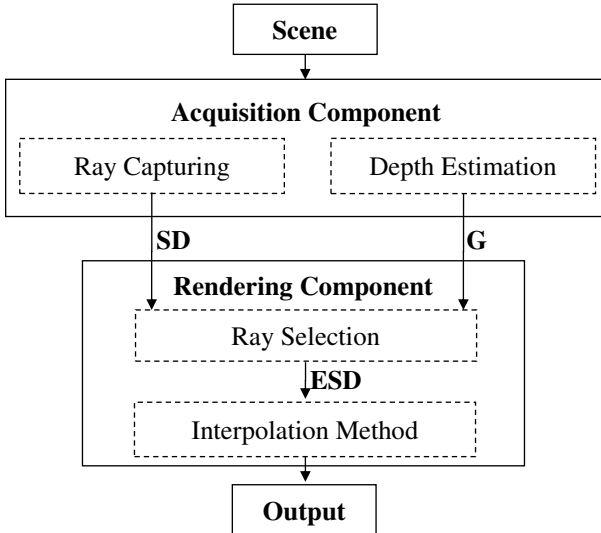 Scene
Acquisition Component
Ray Capturing
Depth Estimation
SD
G
Rendering Component
Ray Selection
ESD
Interpolation Method
Output